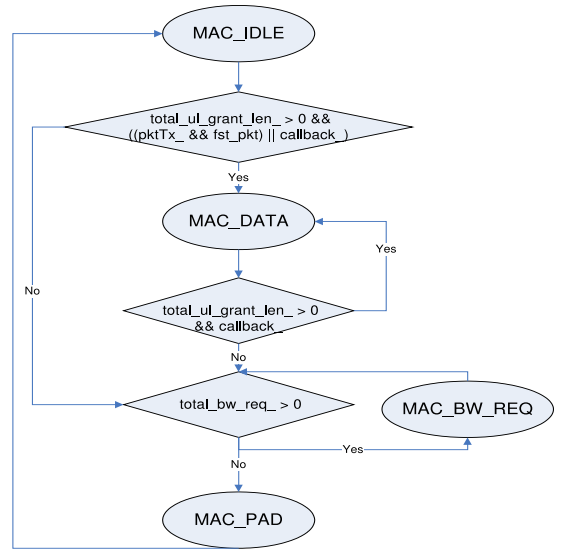 MAC_IDLE
total_ul_grant_len_ > 0 &&
((pktTx_ && fst_pkt) || callback_)
Yes
MAC_DATA
Yes
No
total_ul_grant_len_ > 0
&& callback_
No
total_bw_req_ > 0
MAC_BW_REQ
Yes
No
MAC_PAD